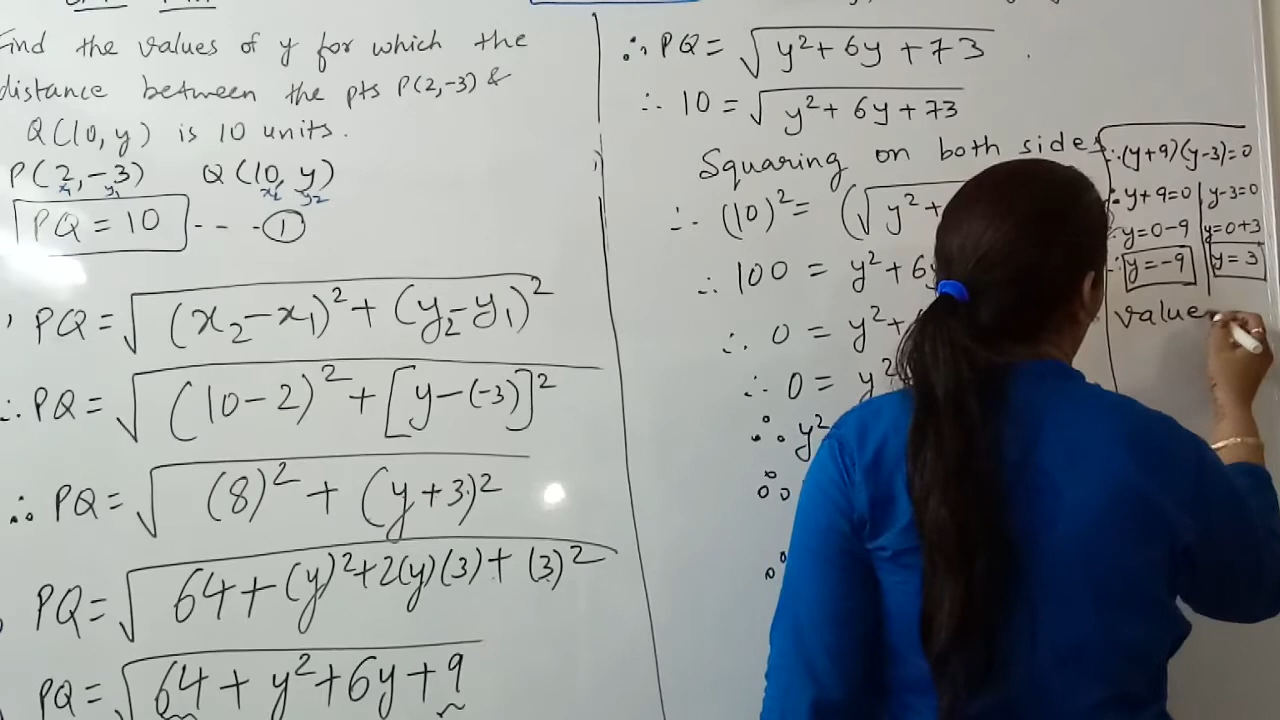 Find the values of y for which the
distance between the pts P(2,-3) &
Q(10, y) is 10 units.
P(2, -3) Q(10, y)
x₁ y₁ x₂ y₂
PQ = 10 - - - ①
PQ = √(x₂-x₁)² + (y₂-y₁)²
∴ PQ = √(10-2)² + [y-(-3)]²
∴ PQ = √(8)² + (y+3)²
PQ = √64+(y)²+2(y)(3)+(3)²
PQ = √64 + y²+6y+9
∴ PQ = √y²+6y+73
∴ 10 = √y²+6y+73
Squaring on both sides
∴ (10)² = (√y²+
∴ 100 = y²+6y
∴ 0 = y²+
∴ 0 = y²
∴ y²
∴
∴
∴(y+9)(y-3)=0
∴y+9=0 y-3=0
∴y=0-9 y=0+3
∴y=-9 y=3
value